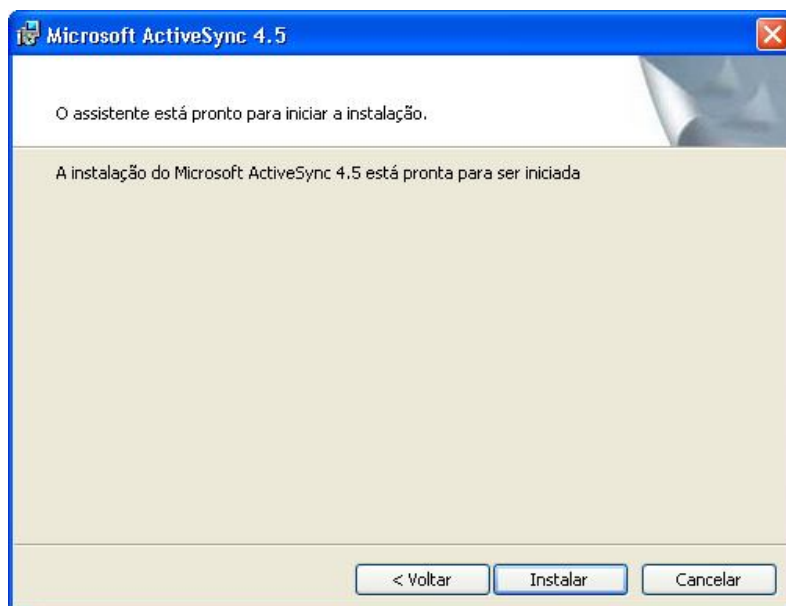 Microsoft ActiveSync 4.5
O assistente está pronto para iniciar a instalação.
A instalação do Microsoft ActiveSync 4.5 está pronta para ser iniciada
< Voltar
Instalar
Cancelar